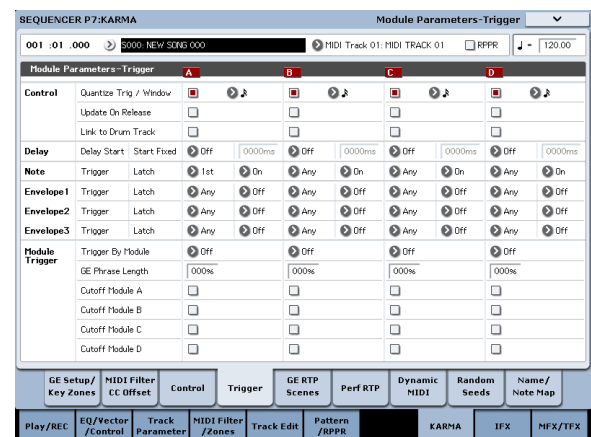 SEQUENCER P7:KARMA Module Parameters-Trigger
001 :01 .000 S000: NEW SONG 000 MIDI Track 01: MIDI TRACK 01 RPPR ♩ = 120.00
Module Parameters-Trigger A B C D
Control Quantize Trig / Window ♪ ♪ ♪ ♪
Update On Release
Link to Drum Track
Delay Delay Start Start Fixed Off 0000ms Off 0000ms Off 0000ms Off 0000ms
Note Trigger Latch 1st On Any On Any On Any On
Envelope1 Trigger Latch Any Off Any Off Any Off Any Off
Envelope2 Trigger Latch Any Off Any Off Any Off Any Off
Envelope3 Trigger Latch Any Off Any Off Any Off Any Off
Module Trigger Trigger By Module Off Off Off Off
GE Phrase Length 000% 000% 000% 000%
Cutoff Module A
Cutoff Module B
Cutoff Module C
Cutoff Module D
GE Setup/ Key Zones MIDI Filter CC Offset Control Trigger GE RTP Scenes Perf RTP Dynamic MIDI Random Seeds Name/ Note Map
Play/REC EQ/Vector /Control Track Parameter MIDI Filter /Zones Track Edit Pattern /RPPR KARMA IFX MFX/TFX